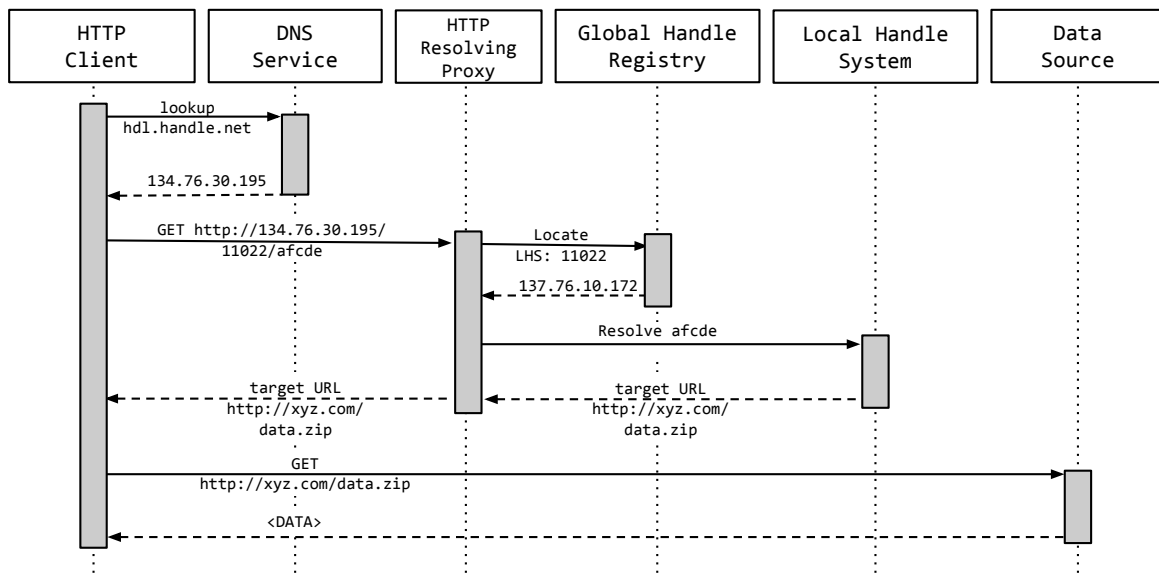 HTTP
Client
DNS
Service
HTTP
Resolving
Proxy
Global Handle
Registry
Local Handle
System
Data
Source
lookup
hdl.handle.net
134.76.30.195
GET http://134.76.30.195/
11022/afcde
Locate
LHS: 11022
137.76.10.172
Resolve afcde
target URL
http://xyz.com/
data.zip
target URL
http://xyz.com/
data.zip
GET
http://xyz.com/data.zip
<DATA>